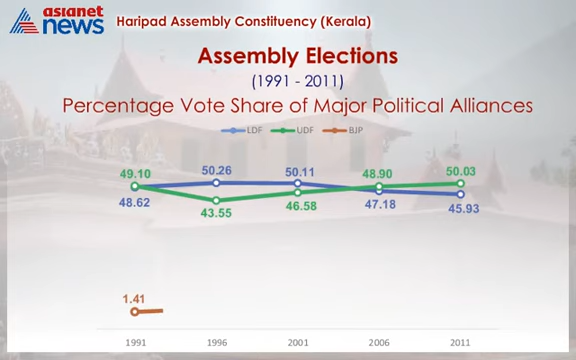 asianet
news
Haripad Assembly Constituency (Kerala)
Assembly Elections
(1991 - 2011)
Percentage Vote Share of Major Political Alliances
LDF UDF BJP
49.10 50.26 50.11 48.90 50.03
48.62 43.55 46.58 47.18 45.93
1.41
1991 1996 2001 2006 2011